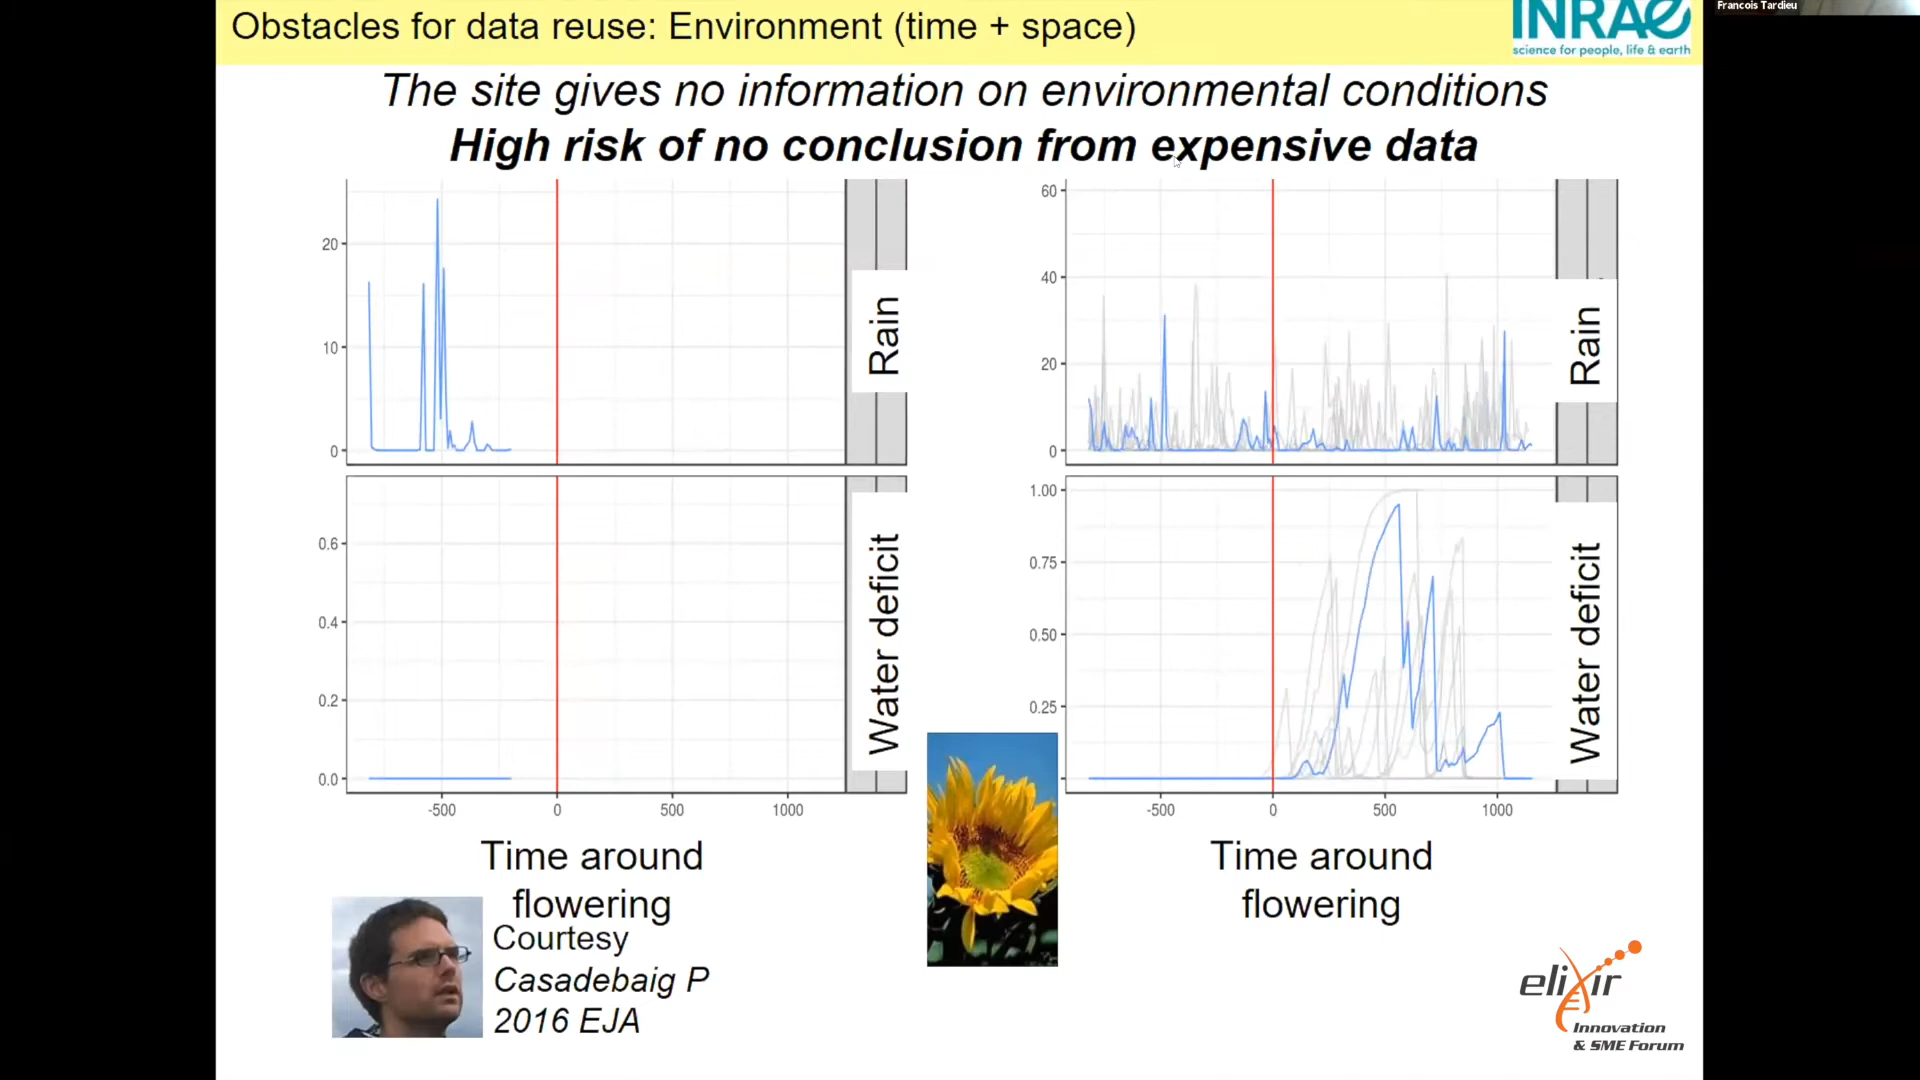 Francois Tardieu
Obstacles for data reuse: Environment (time + space)
INRAE
science for people, life & earth
The site gives no information on environmental conditions
High risk of no conclusion from expensive data
20
10
0
Rain
0.6
0.4
0.2
0.0
Water deficit
-500 0 500 1000
Time around
flowering
60
40
20
0
Rain
1.00
0.75
0.50
0.25
Water deficit
-500 0 500 1000
Time around
flowering
Courtesy
Casadebaig P
2016 EJA
elixir
Innovation
& SME Forum